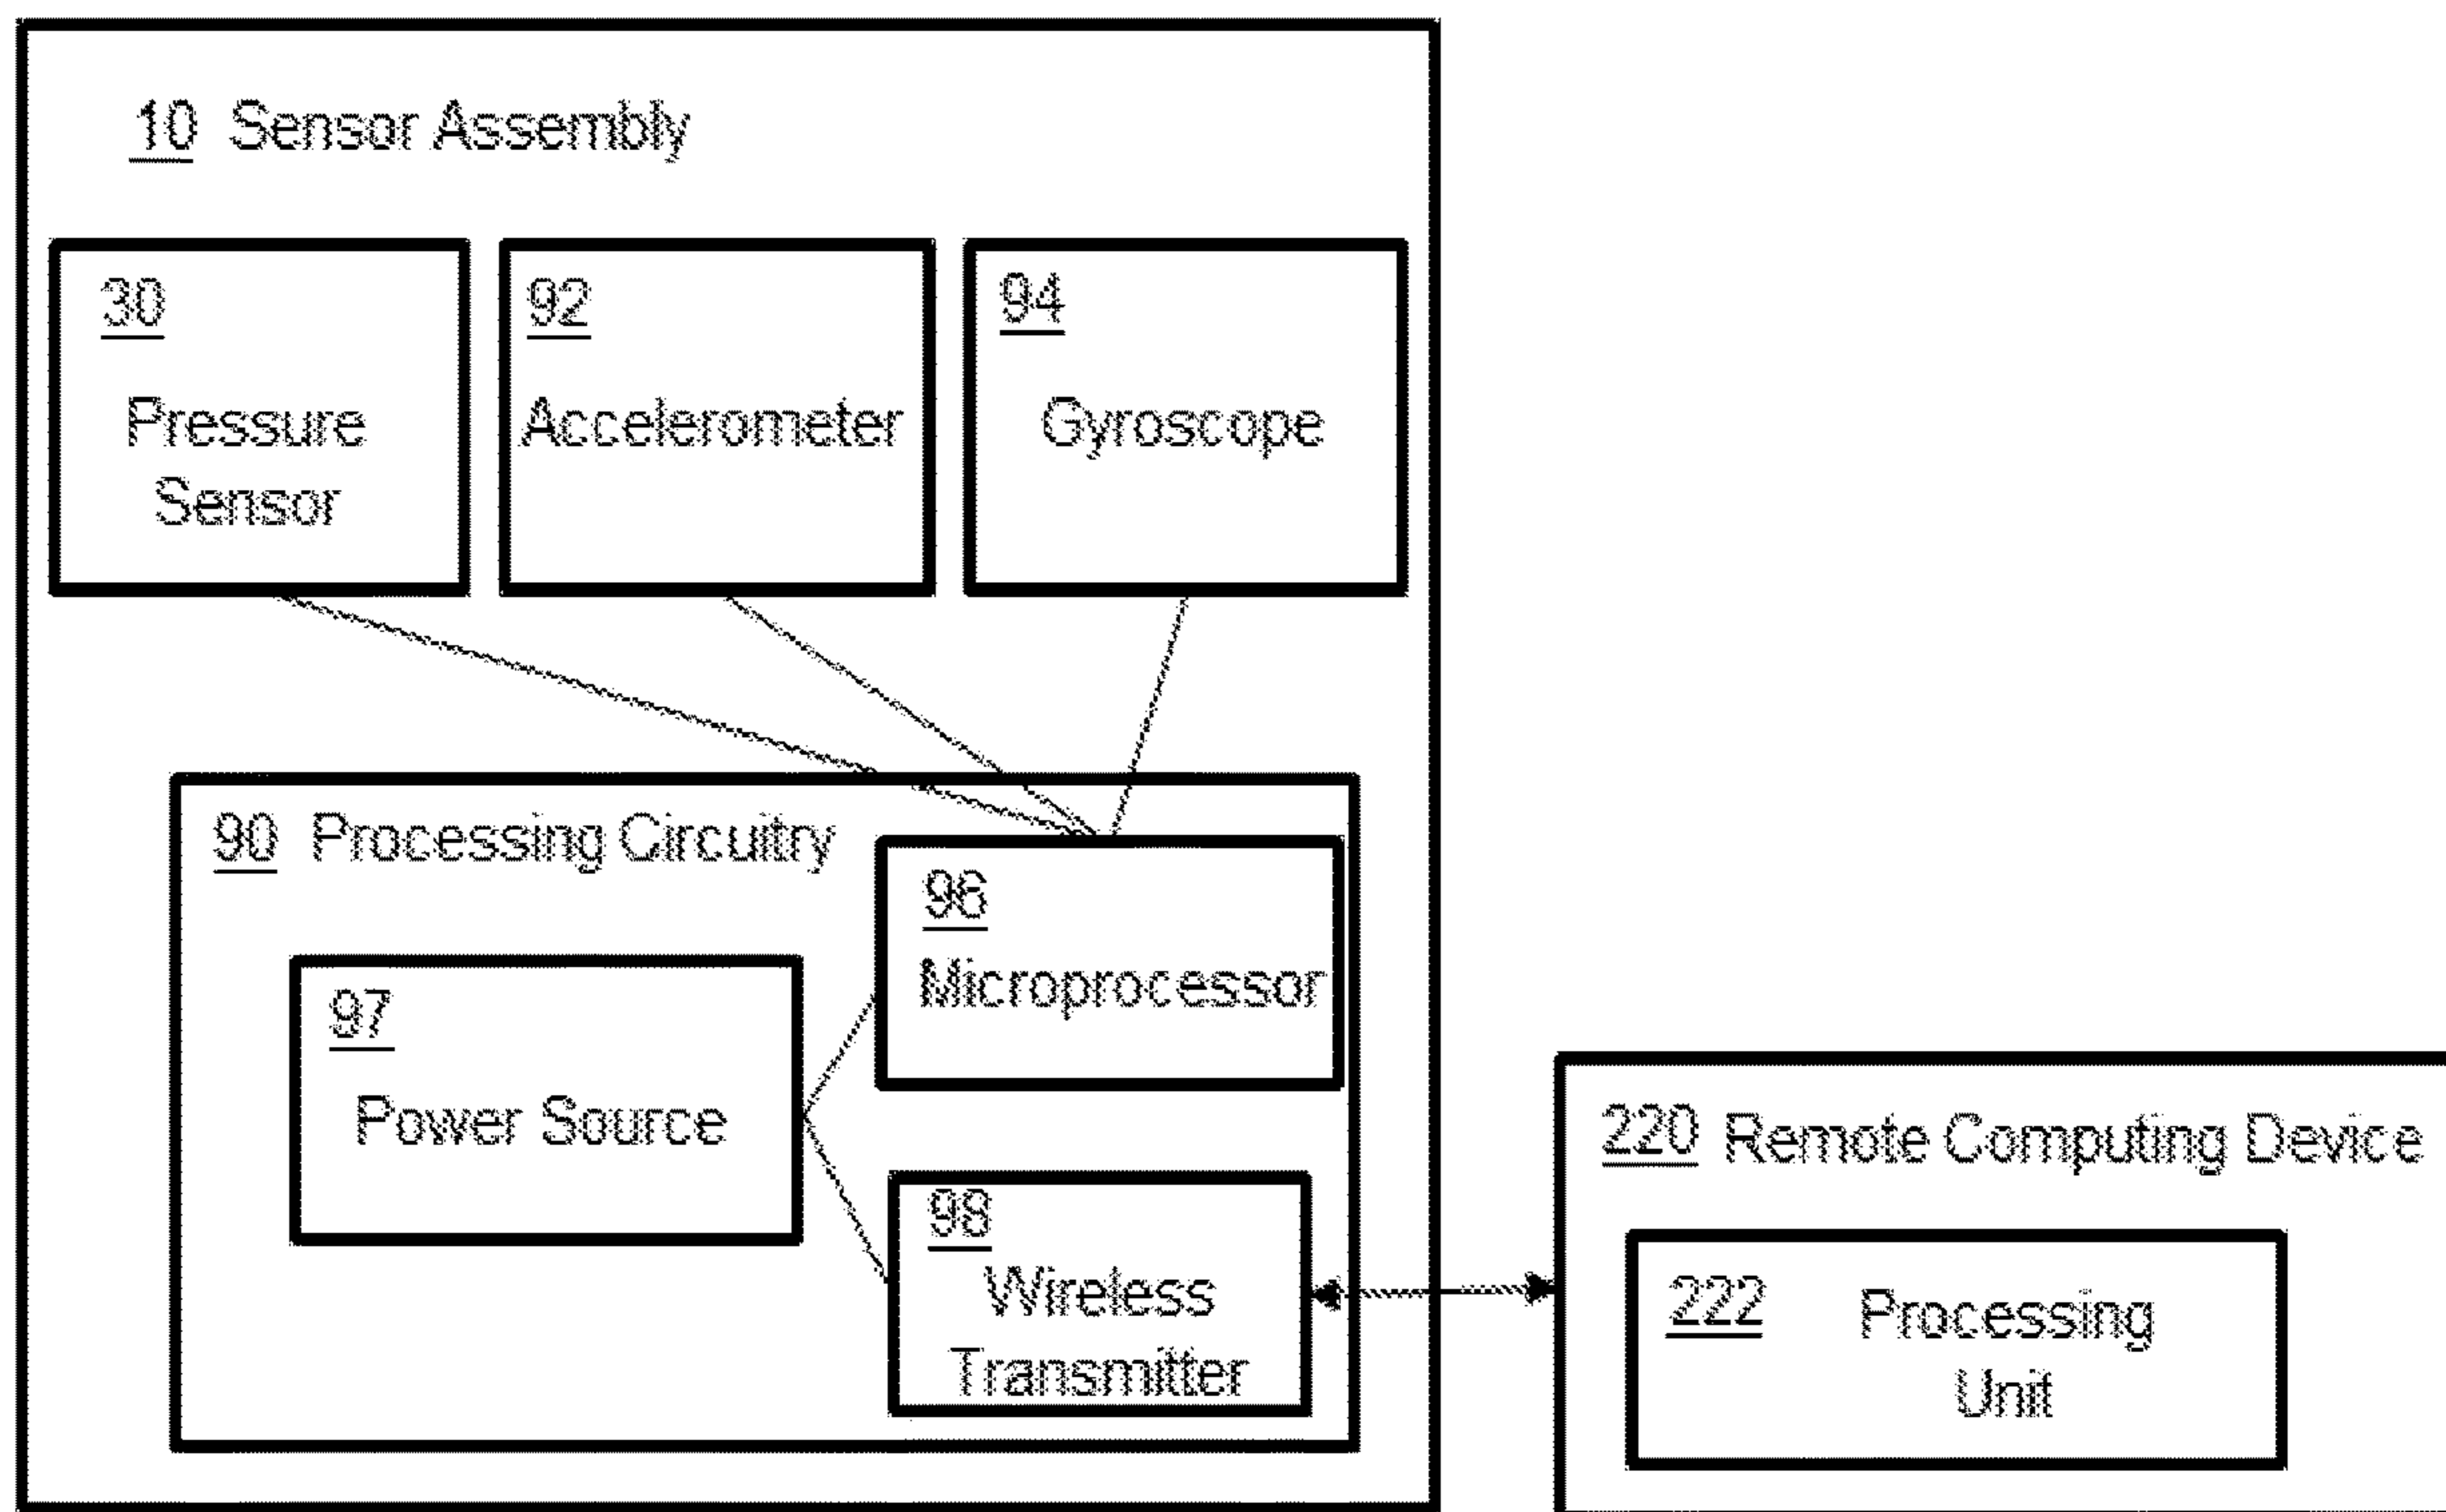 10 Sensor Assembly
30
Pressure
Sensor
92
Accelerometer
94
Gyroscope
90 Processing Circuitry
96
Microprocessor
97
Power Source
98
Wireless
Transmitter
220 Remote Computing Device
222 Processing
Unit